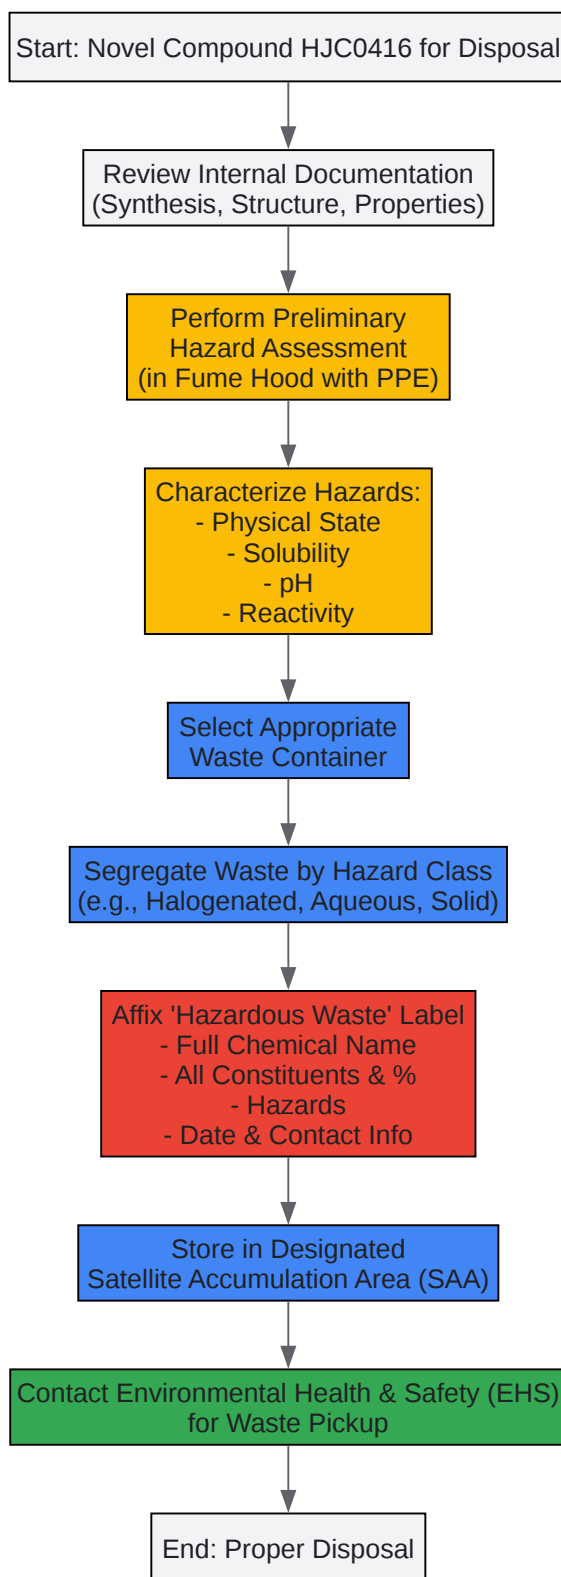 Start: Novel Compound HJC0416 for Disposal
Review Internal Documentation
(Synthesis, Structure, Properties)
Perform Preliminary
Hazard Assessment
(in Fume Hood with PPE)
Characterize Hazards:
- Physical State
- Solubility
- pH
- Reactivity
Select Appropriate
Waste Container
Segregate Waste by Hazard Class
(e.g., Halogenated, Aqueous, Solid)
Affix 'Hazardous Waste' Label
- Full Chemical Name
- All Constituents & %
- Hazards
- Date & Contact Info
Store in Designated
Satellite Accumulation Area (SAA)
Contact Environmental Health & Safety (EHS)
for Waste Pickup
End: Proper Disposal